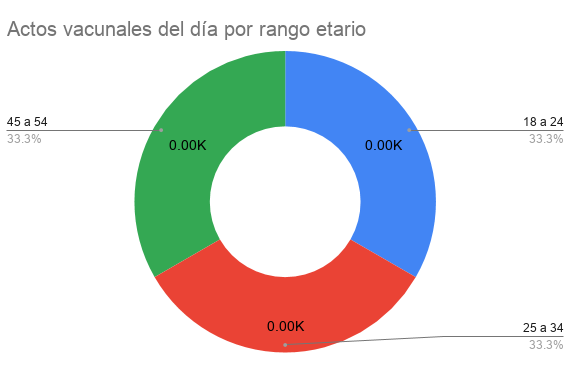 Actos vacunales del día por rango etario
45 a 54
33.3%
18 a 24
33.3%
0.00K
0.00K
0.00K
25 a 34
33.3%